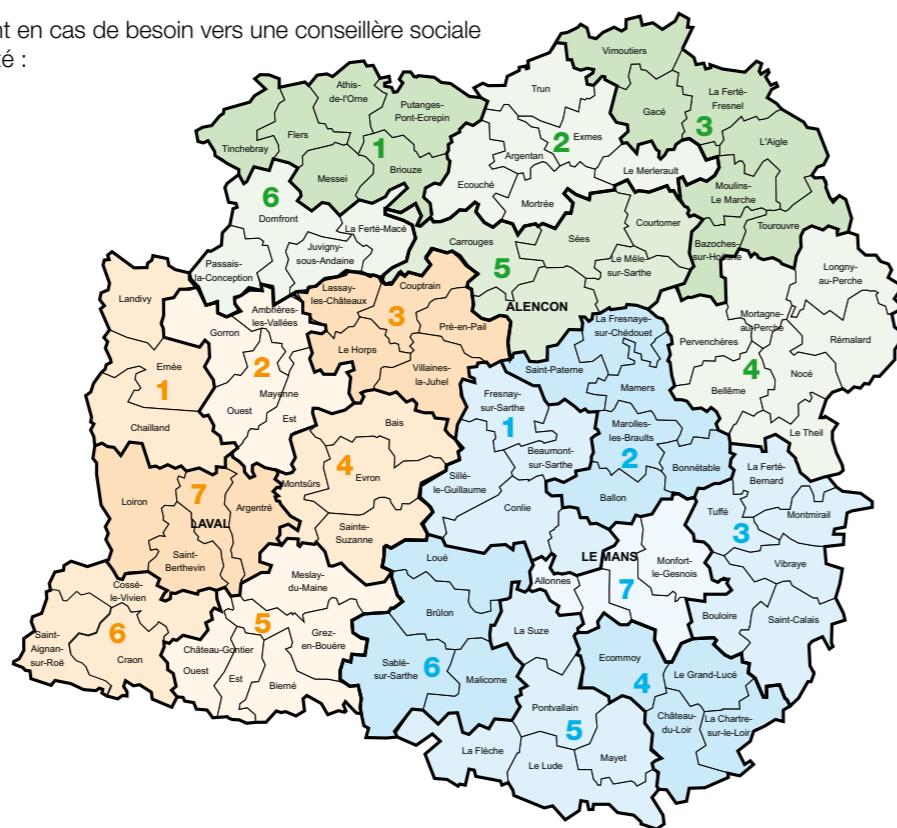 nt en cas de besoin vers une conseillère sociale
té :
Vimoutiers
Athis-
de-l'Orne
Trun
La Ferté-
Fresnel
Putanges-
Pont-Ecrepin
Gacé
3
Flers
2
Exmes
L'Aigle
Tinchebray
1
Argentan
Messei
Briouze
Le Merlerault
Ecouché
Moulins-
Le Marche
6
Mortrée
Domfront
Courtomer
Tourouvre
La Ferté-Macé
Sées
Carrouges
Bazoches-
sur-Hoësne
Juvigny-
sous-Andaine
Passais-
la-Conception
5
Le Mêle
sur-Sarthe
Longny-
au-Perche
Lassay-
les-Châteaux
Couptrain
Landivy
Ambrières-
les-Vallées
ALENCON
3
La Fresnaye-
sur-Chédouet
Mortagne-
au-Perche
Gorron
Pré-en-Pail
Pervenchères
Rémalard
Le Horps
Ernée
2
Villaines-
la-Juhel
Saint-Paterne
4
Nocé
1
Mayenne
Mamers
Bellême
Ouest
Fresnay-
sur-Sarthe
Est
Bais
Chailland
1
Marolles-
les-Braults
Le Theil
Beaumont-
sur-Sarthe
2
Bonnétable
La Ferté-
Bernard
4
Evron
Sillé-
le-Guillaume
Montsûrs
7
Ballon
Tuffé
Montmirail
Loiron
Argentré
Conlie
3
LAVAL
Sainte-
Suzanne
Saint-
Berthevin
Loué
LE MANS
Monfort-
le-Gesnois
Vibraye
Meslay-
du-Maine
Allonnes
Cossé-
le-Vivien
7
Brûlon
Bouloire
Saint-Calais
5
Saint-
Aignan-
sur-Roë
6
Grez-
en-Bouère
La Suze
Craon
Château-Gontier
Ouest
Ecommoy
Sablé-
sur-Sarthe
6
Le Grand-Lucé
Est
Bierné
Malicorne
4
Pontvallain
Château-
du-Loir
La Chartre-
sur-le-Loir
5
La Flèche
Mayet
Le Lude